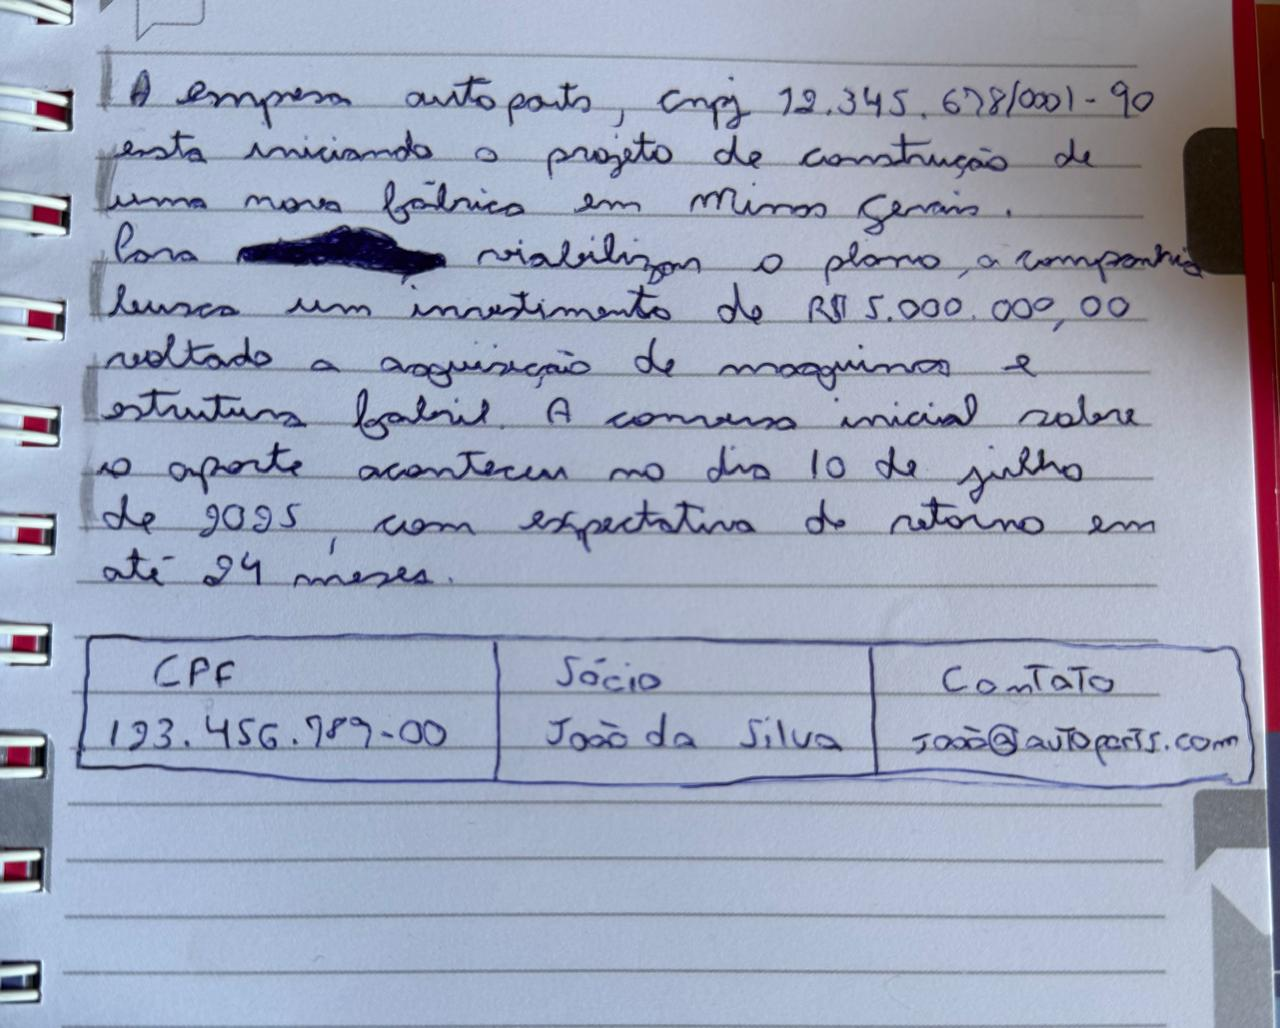 A empresa autoparts, cnpj 12.345.678/0001-90
esta iniciando o projeto de construção de
uma nova fábrica em Minas Gerais.
Para viabilizar o plano, a companhia
busca um investimento de R$ 5.000.000,00
voltado a aquisição de maquinas e
estrutura fabril. A conversa inicial sobre
o aporte aconteceu no dia 10 de julho
de 2025, com expectativa de retorno em
até 24 meses.
CPF Sócio Contato
123.456.789-00 João da Silva joão@autoparts.com